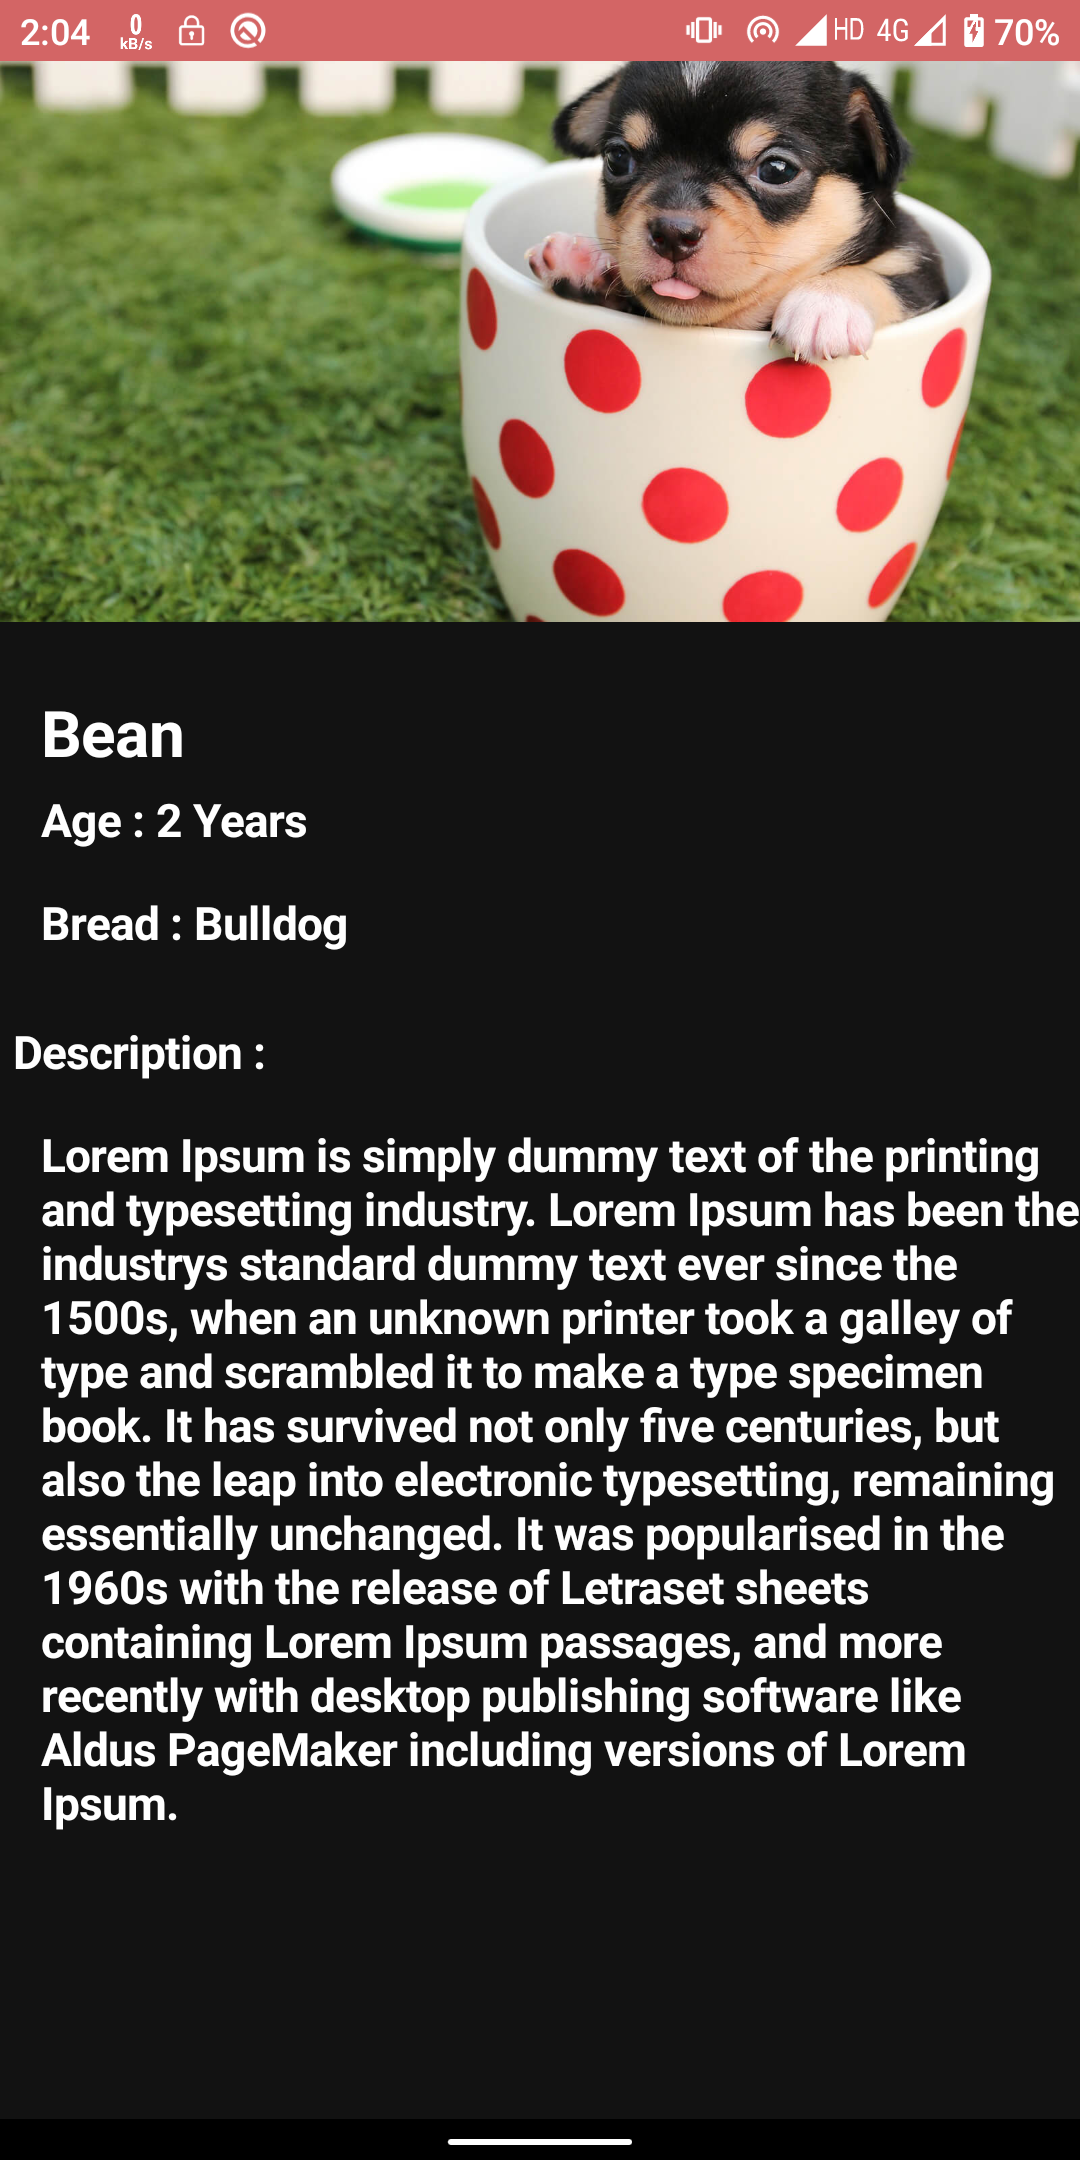 2:04 0 kB/s HD 4G 70%
Bean
Age : 2 Years
Bread : Bulldog
Description :
Lorem Ipsum is simply dummy text of the printing
and typesetting industry. Lorem Ipsum has been the
industrys standard dummy text ever since the
1500s, when an unknown printer took a galley of
type and scrambled it to make a type specimen
book. It has survived not only five centuries, but
also the leap into electronic typesetting, remaining
essentially unchanged. It was popularised in the
1960s with the release of Letraset sheets
containing Lorem Ipsum passages, and more
recently with desktop publishing software like
Aldus PageMaker including versions of Lorem
Ipsum.